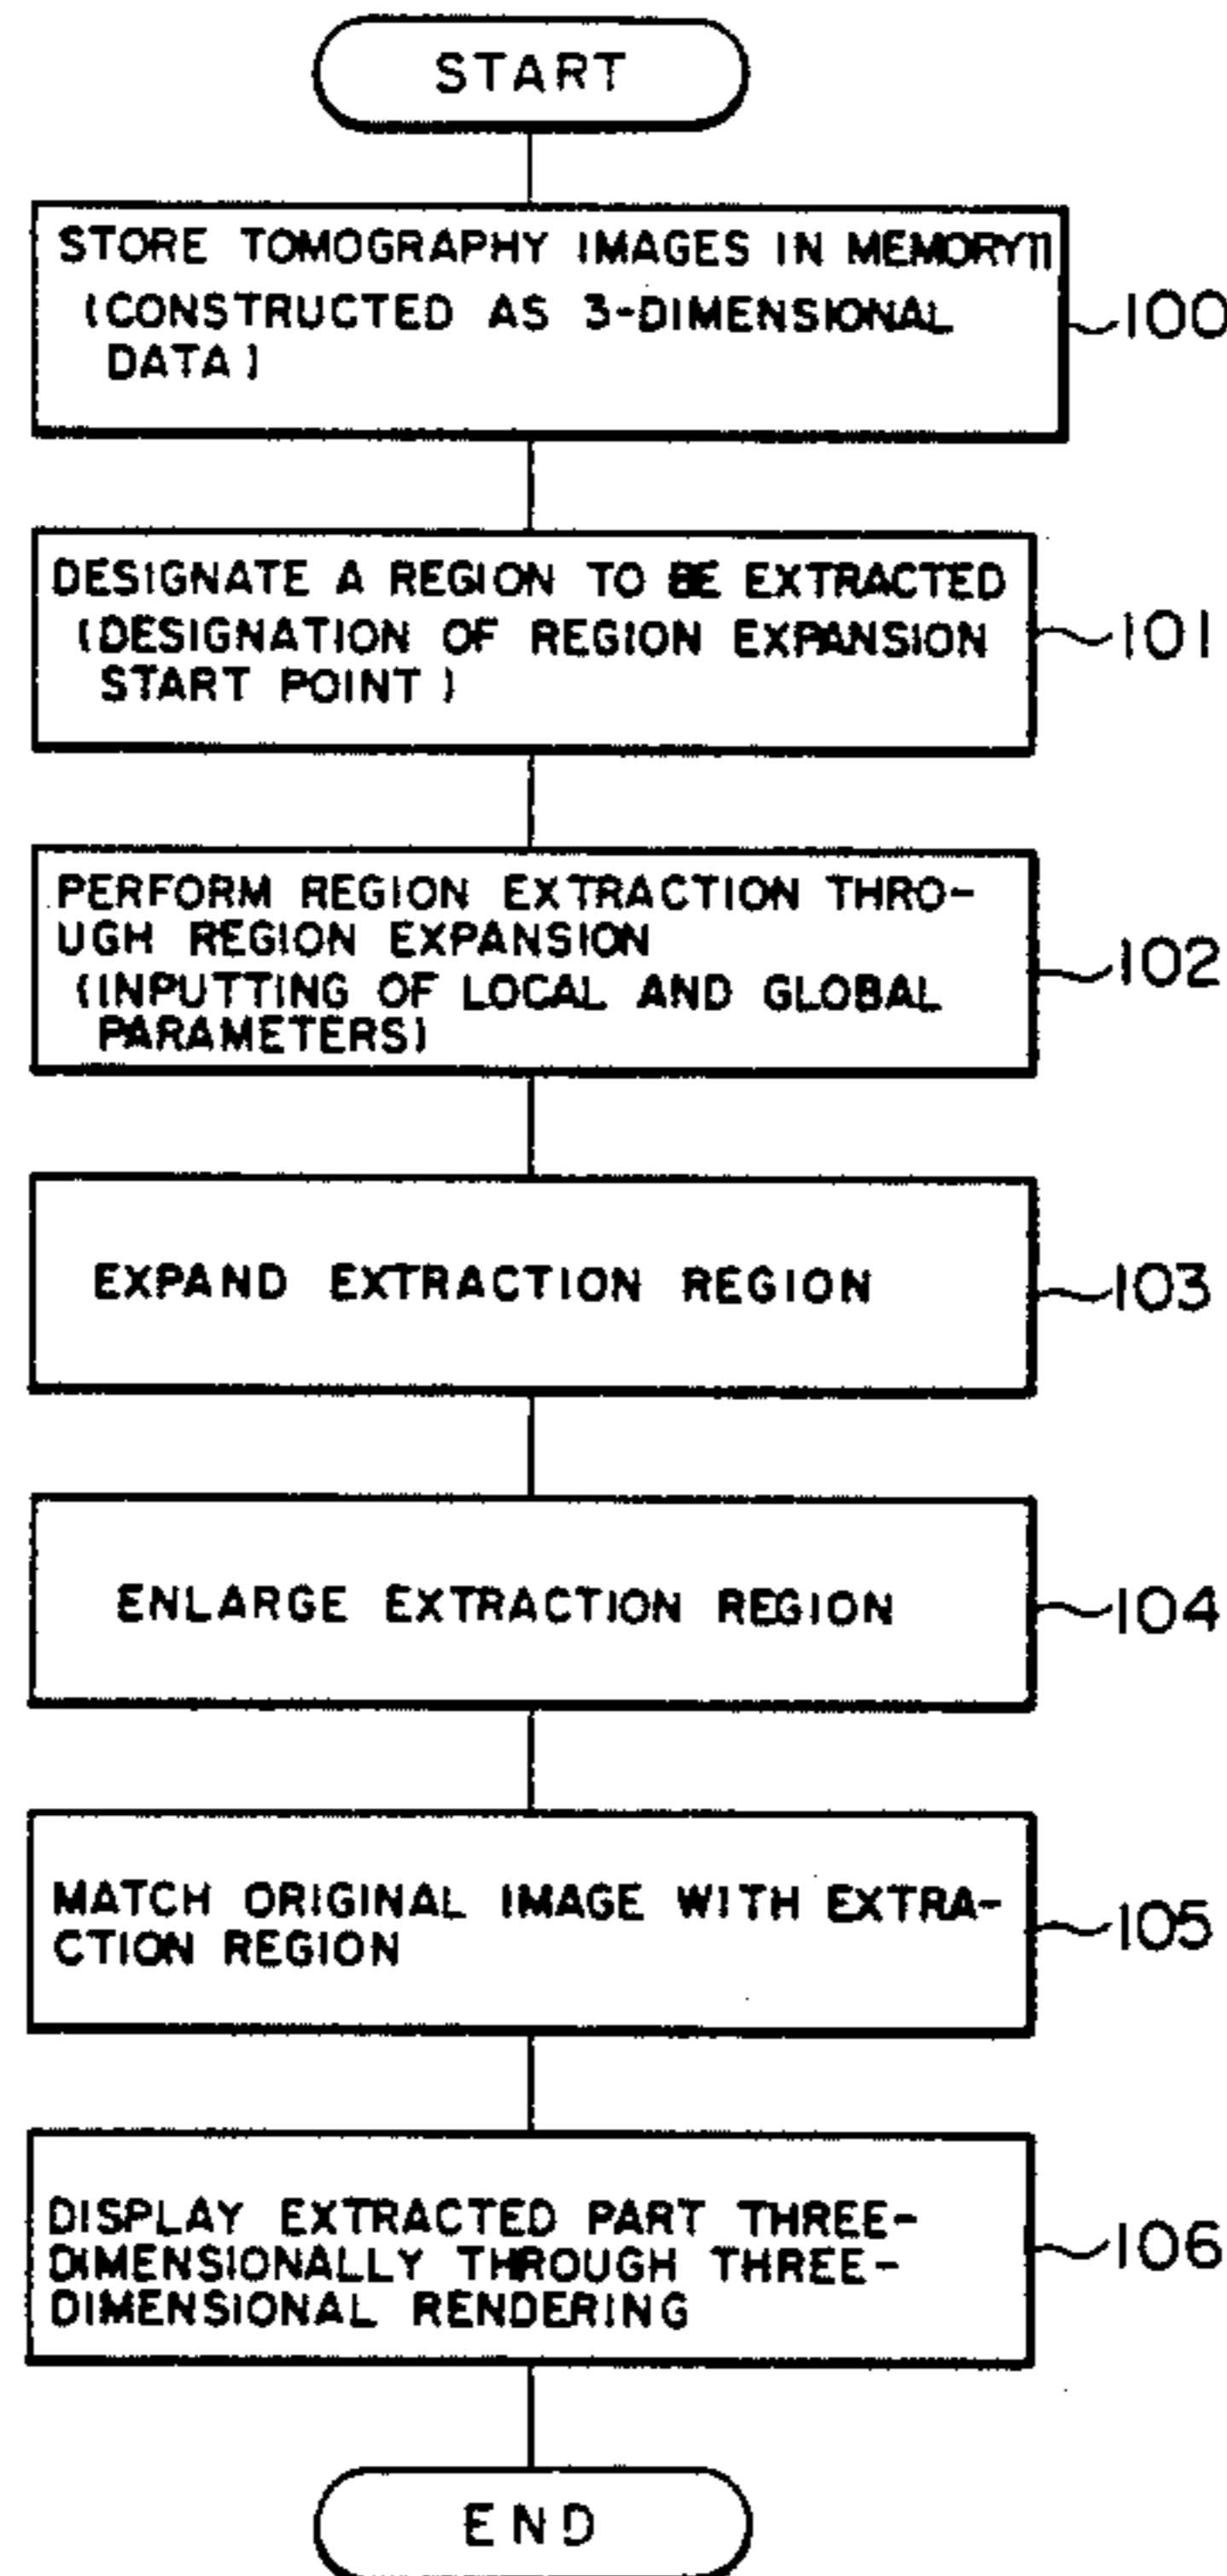 START
STORE TOMOGRAPHY IMAGES IN MEMORY11
(CONSTRUCTED AS 3-DIMENSIONAL
DATA)
100
DESIGNATE A REGION TO BE EXTRACTED
(DESIGNATION OF REGION EXPANSION
START POINT)
101
PERFORM REGION EXTRACTION THRO-
UGH REGION EXPANSION
(INPUTTING OF LOCAL AND GLOBAL
PARAMETERS)
102
EXPAND EXTRACTION REGION
103
ENLARGE EXTRACTION REGION
104
MATCH ORIGINAL IMAGE WITH EXTRA-
CTION REGION
105
DISPLAY EXTRACTED PART THREE-
DIMENSIONALLY THROUGH THREE-
DIMENSIONAL RENDERING
106
END